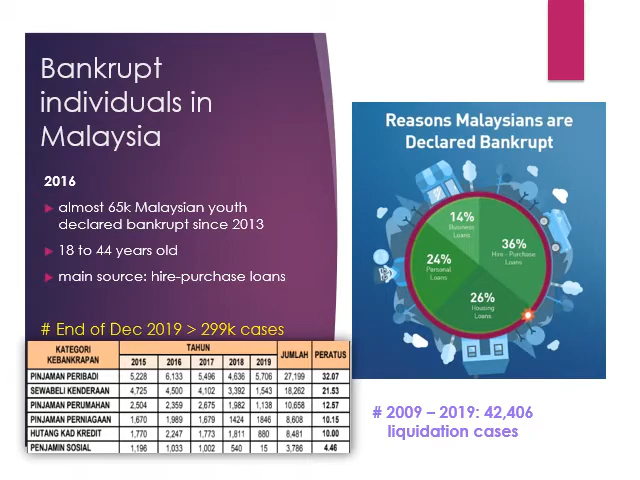 Bankrupt
individuals in
Malaysia
2016
almost 65k Malaysian youth
declared bankrupt since 2013
18 to 44 years old
main source: hire-purchase loans
# End of Dec 2019 > 299k cases
KATEGORI KEBANKRAPAN TAHUN JUMLAH PERATUS
2015 2016 2017 2018 2019
PINJAMAN PERIBADI 5,228 6,133 5,496 4,636 5,706 27,199 32.07
SEWABELI KENDERAAN 4,725 4,500 4,102 3,392 1,543 18,262 21.53
PINJAMAN PERUMAHAN 2,504 2,359 2,675 1,982 1,138 10,658 12.57
PINJAMAN PERNIAGAAN 1,670 1,989 1,679 1424 1846 8,608 10.15
HUTANG KAD KREDIT 1,770 2,247 1,773 1,811 880 8,481 10.00
PENJAMIN SOSIAL 1,196 1,033 1,002 540 15 3,786 4.46
Reasons Malaysians are
Declared Bankrupt
14%
Business
Loans
36%
Hire - Purchase
Loans
24%
Personal
Loans
26%
Housing
Loans
# 2009 – 2019: 42,406
liquidation cases